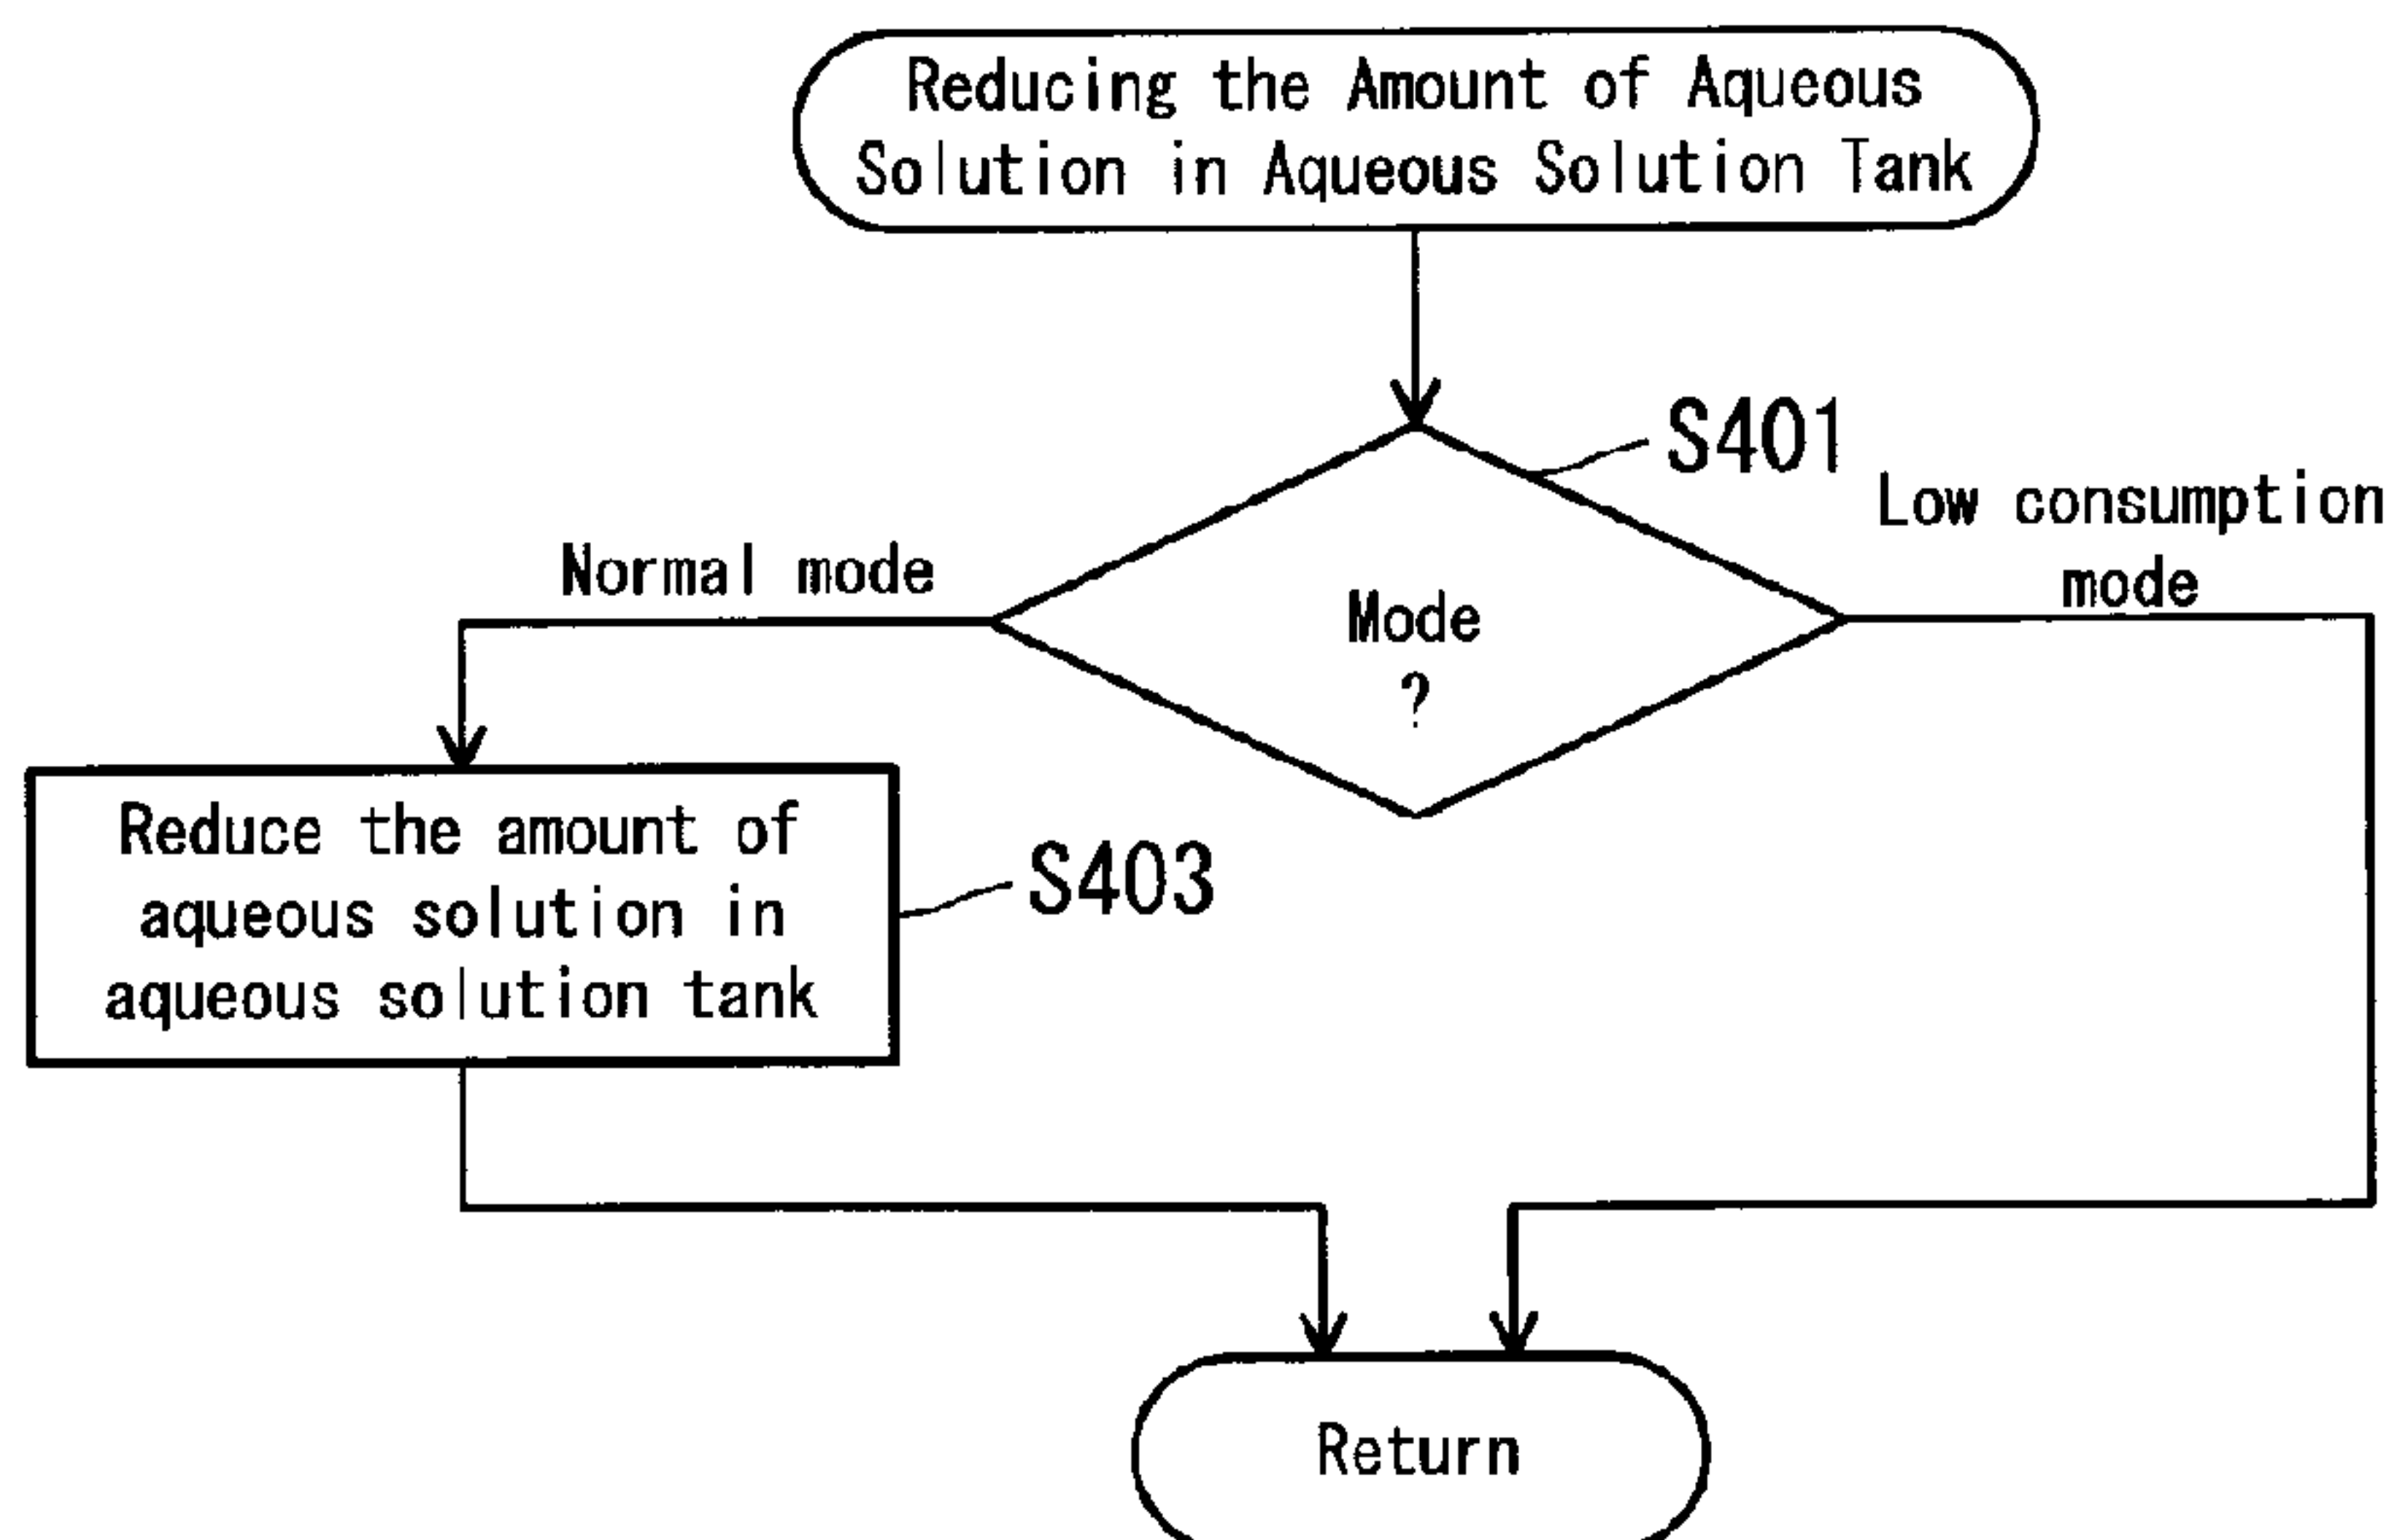 Reducing the Amount of Aqueous
Solution in Aqueous Solution Tank
S401
Low consumption
mode
Normal mode
Mode
?
Reduce the amount of
aqueous solution in
aqueous solution tank
S403
Return